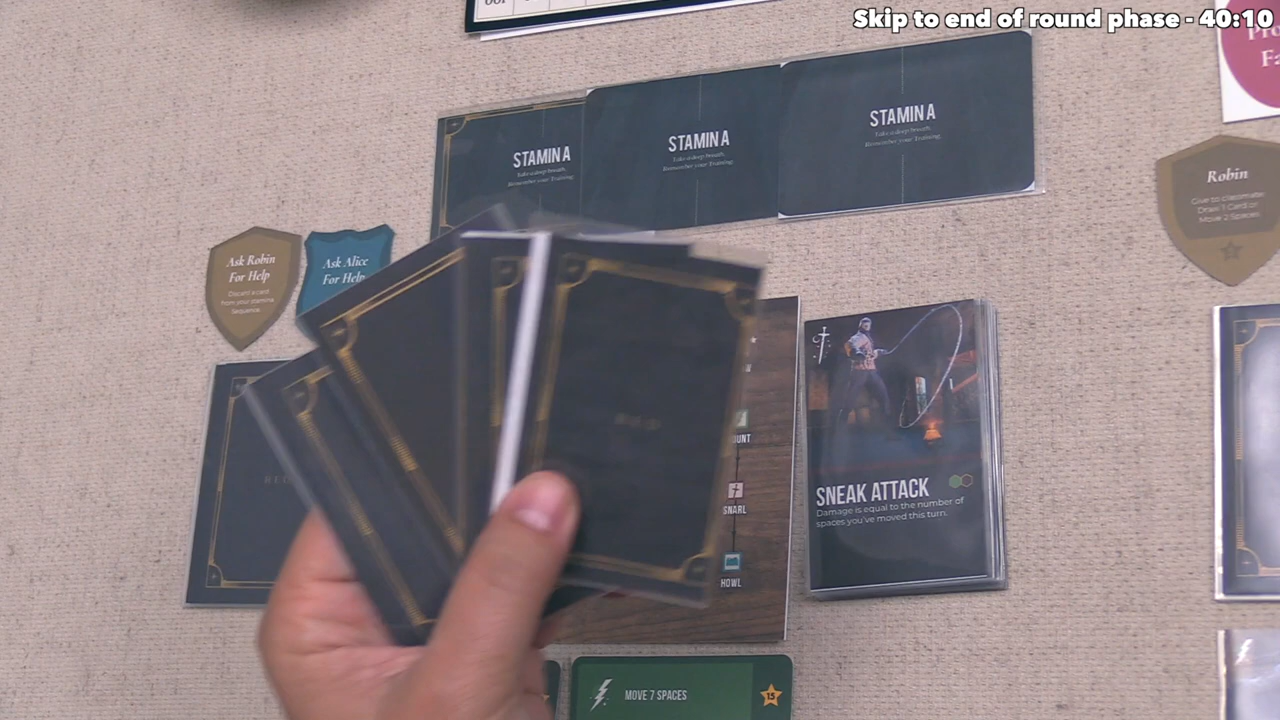 Skip to end of round phase - 40:10
STAMINA
Take a deep breath.
Remember your Training.
STAMINA
Take a deep breath.
Remember your Training.
STAMINA
Take a deep breath.
Remember your Training.
Robin
Give to classmate:
Draw 1 Card or
Move 2 Spaces
Ask Robin
For Help
Discard a card
from your stamina
Sequence.
Ask Alice
For Help
SNARL
HOWL
SNEAK ATTACK
Damage is equal to the number of
spaces you've moved this turn.
MOVE 7 SPACES
15